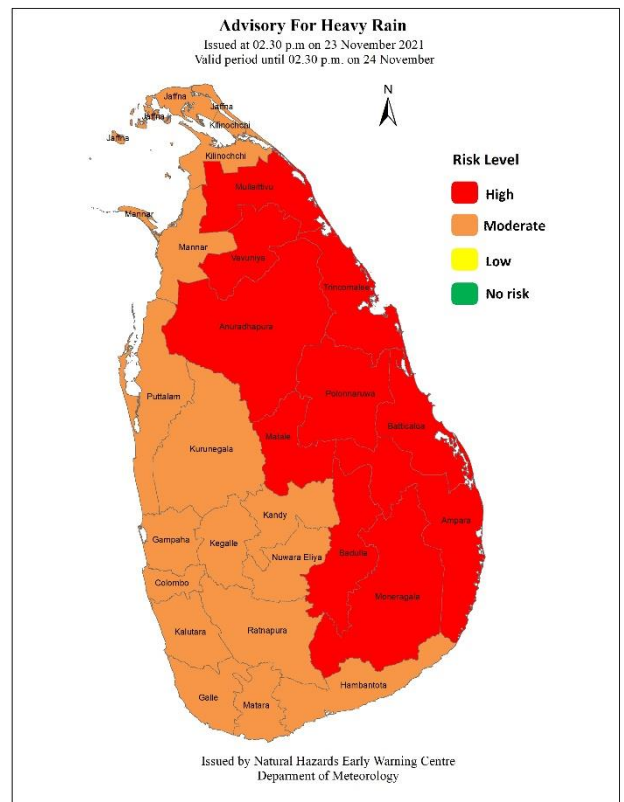 Advisory For Heavy Rain
Issued at 02.30 p.m on 23 November 2021
Valid period until 02.30 p.m. on 24 November
N
Jaffna
Jaffna
Jaffna
Jaffna
Kilinochchi
Kilinochchi
Mullaitivu
Mannar
Mannar
Vavuniya
Trincomalee
Anuradhapura
Polonnaruwa
Puttalam
Batticaloa
Matale
Kurunegala
Kandy
Ampara
Gampaha
Kegalle
Nuwara Eliya
Badulla
Colombo
Moneragala
Kalutara
Ratnapura
Hambantota
Galle
Matara
Risk Level
High
Moderate
Low
No risk
Issued by Natural Hazards Early Warning Centre
Deparment of Meteorology